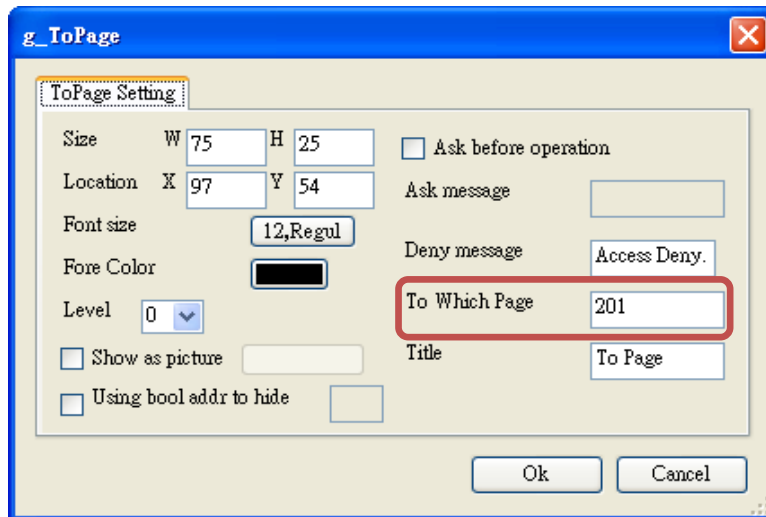 g_ToPage
ToPage Setting
Size W 75 H 25
Location X 97 Y 54
Font size 12,Regul
Fore Color
Level 0
Show as picture
Using bool addr to hide
Ask before operation
Ask message
Deny message Access Deny.
To Which Page 201
Title To Page
Ok Cancel